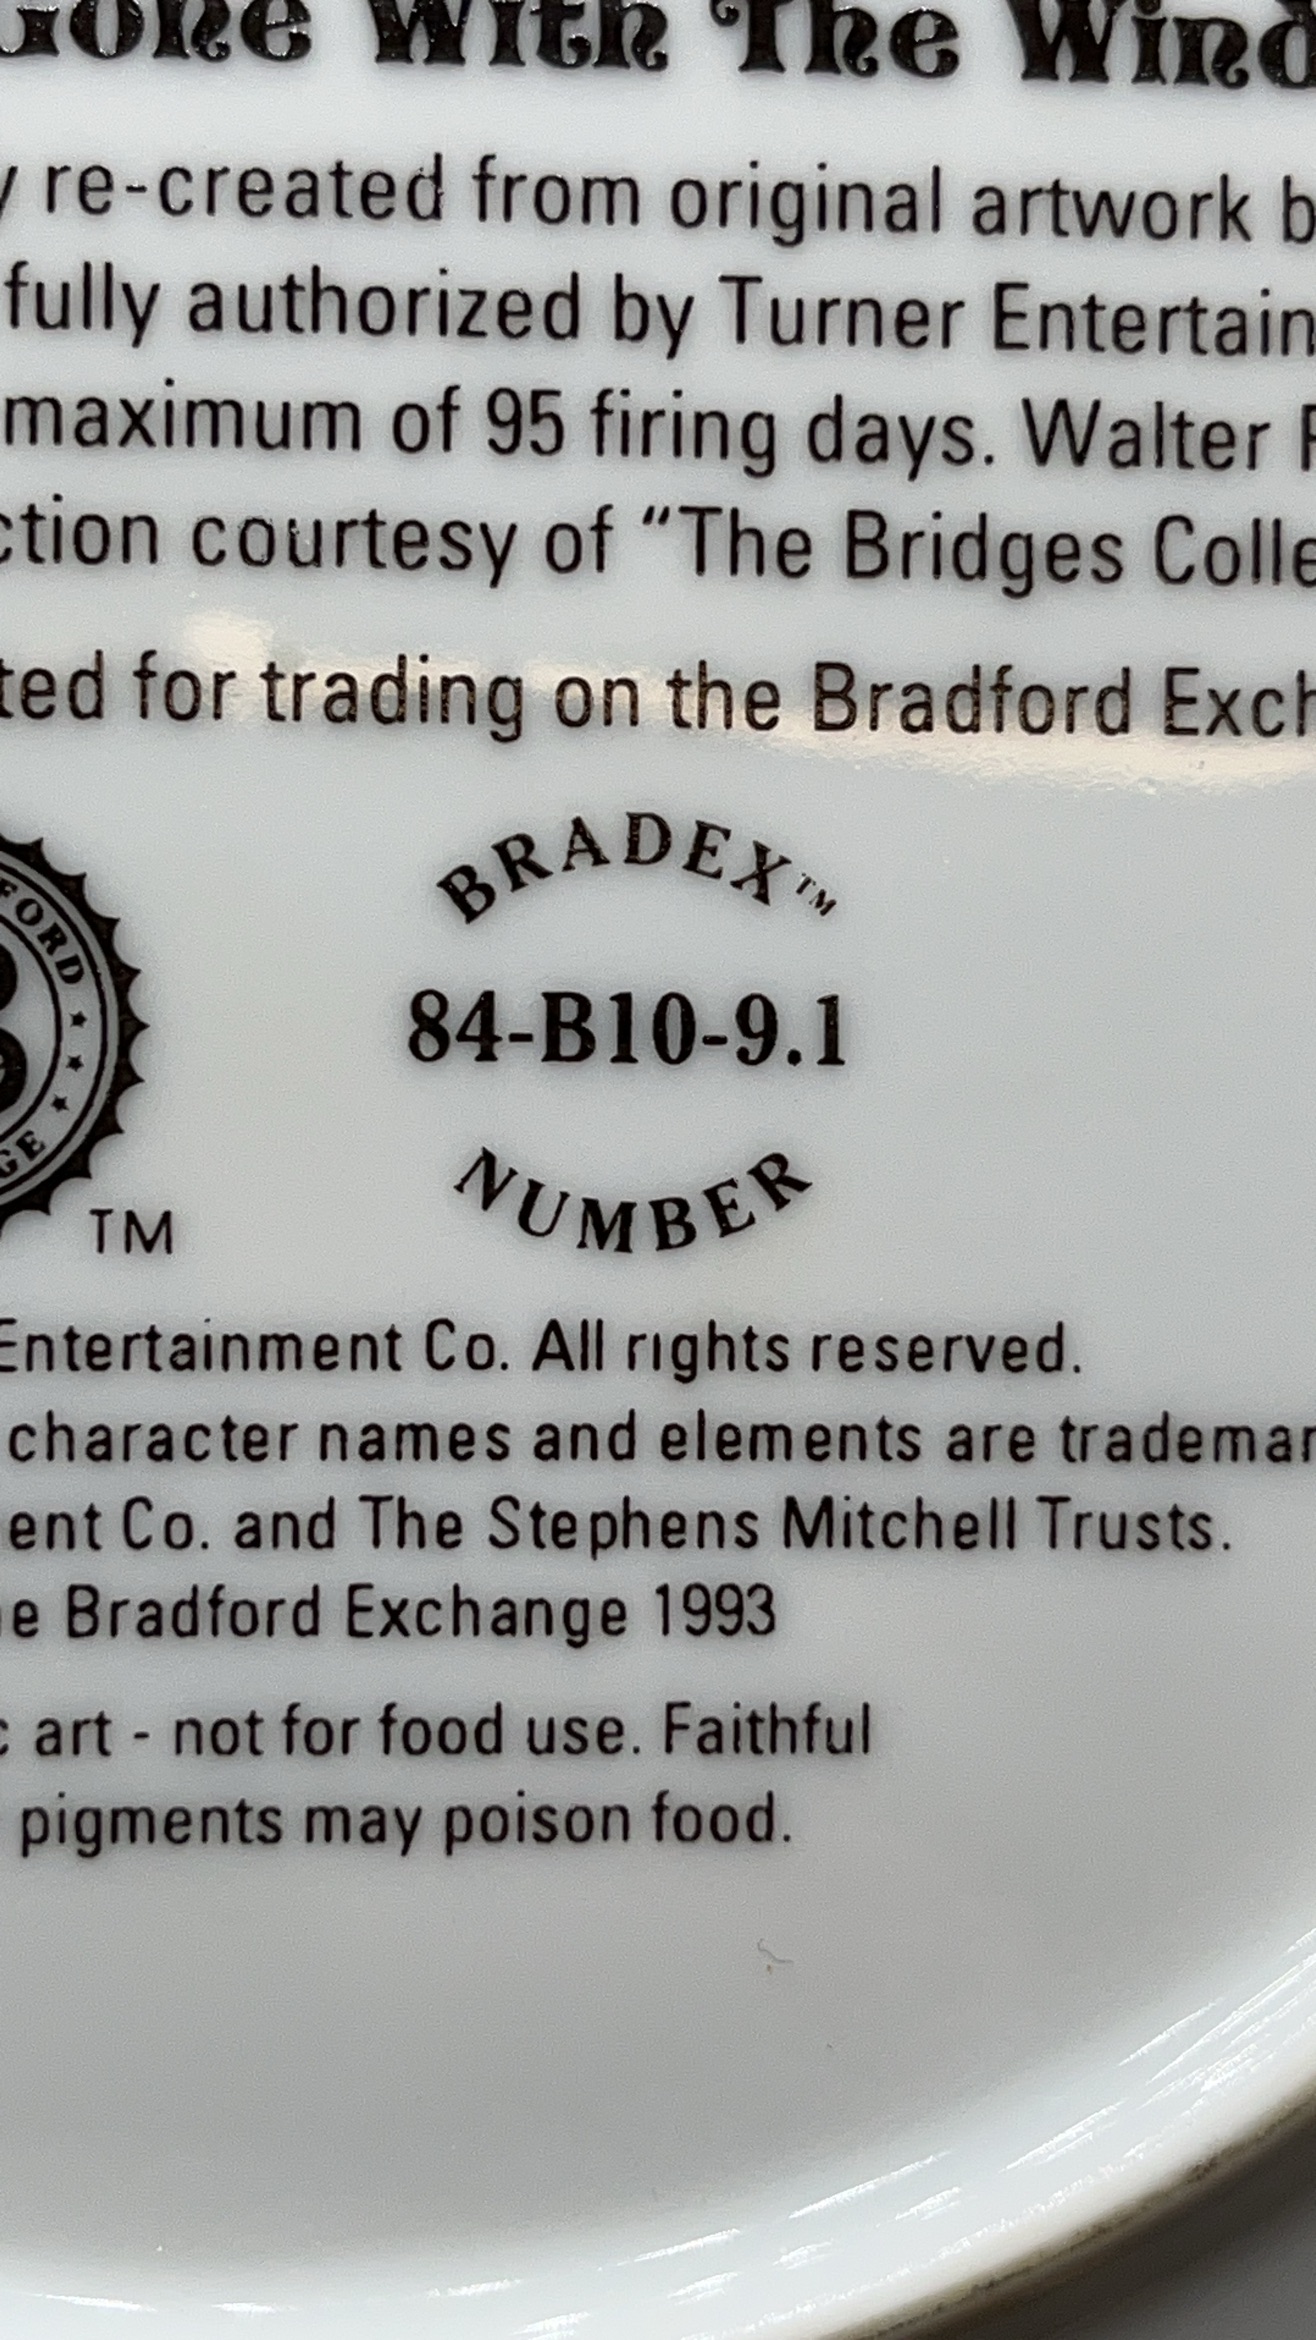 Gone With The Wind
re-created from original artwork
fully authorized by Turner Entertain
maximum of 95 firing days. Walter
ction courtesy of “The Bridges Colle
ted for trading on the Bradford Exch
FORD
GE
TM
BRADEX™
84-B10-9.1
NUMBER
Entertainment Co. All rights reserved.
character names and elements are trademar
ent Co. and The Stephens Mitchell Trusts.
e Bradford Exchange 1993
c art - not for food use. Faithful
pigments may poison food.